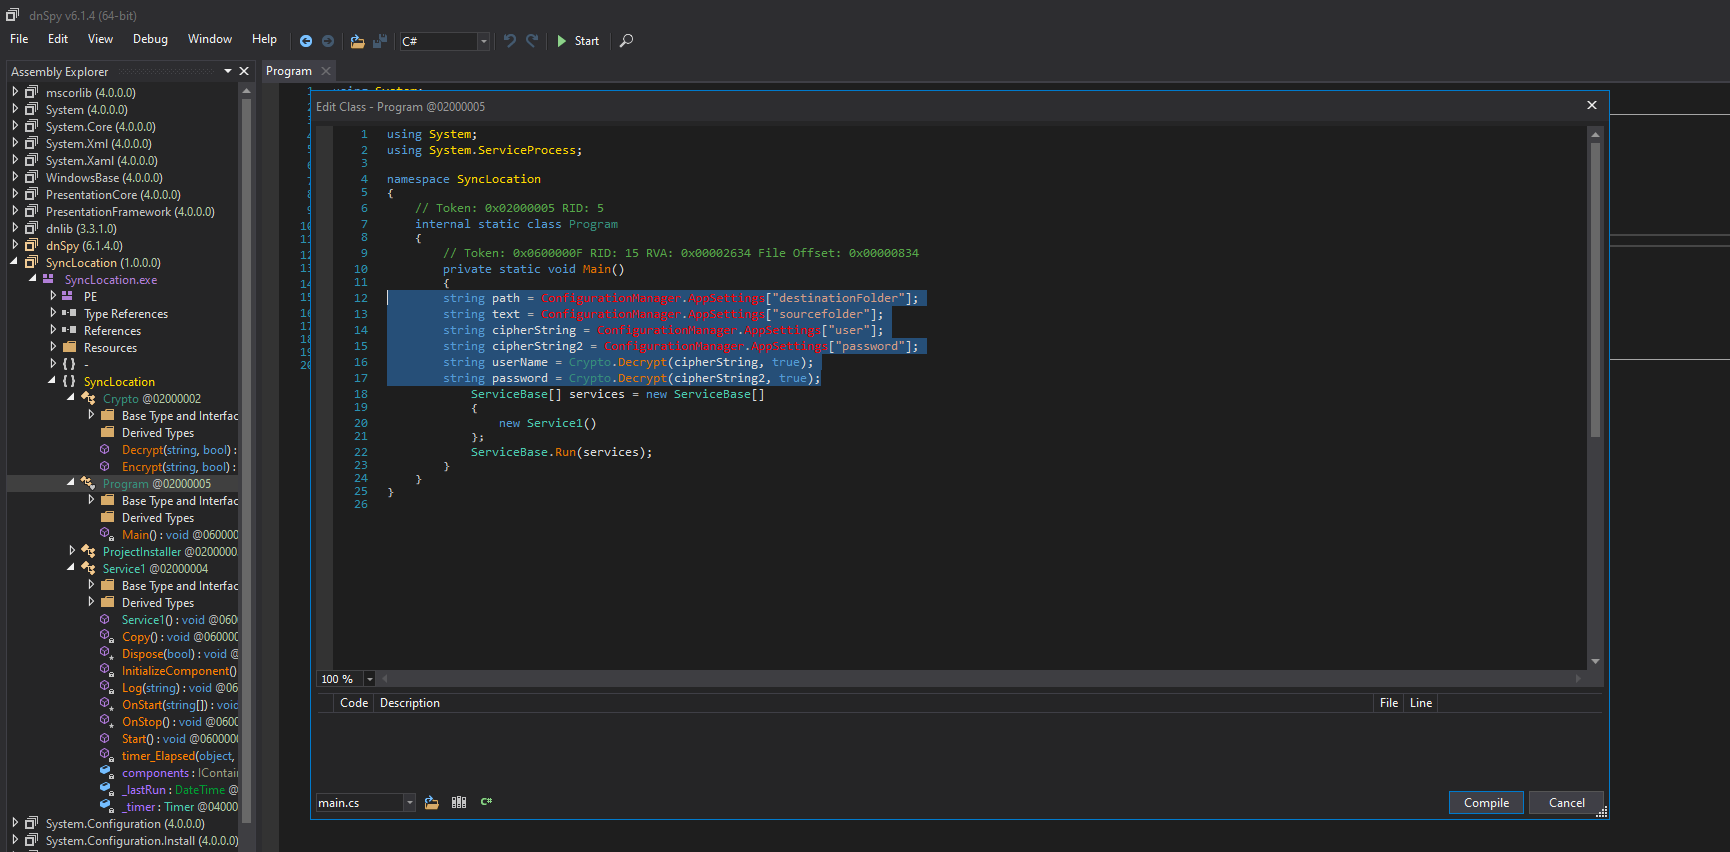 dnSpy v6.1.4 (64-bit)
File Edit View Debug Window Help C# Start
Assembly Explorer
Program
mscorlib (4.0.0.0)
System (4.0.0.0)
System.Core (4.0.0.0)
System.Xml (4.0.0.0)
System.Xaml (4.0.0.0)
WindowsBase (4.0.0.0)
PresentationCore (4.0.0.0)
PresentationFramework (4.0.0.0)
dnlib (3.3.1.0)
dnSpy (6.1.4.0)
SyncLocation (1.0.0.0)
SyncLocation.exe
PE
Type References
References
Resources
{ } -
{ } SyncLocation
Crypto @02000002
Base Type and Interfac
Derived Types
Decrypt(string, bool) :
Encrypt(string, bool) :
Program @02000005
Base Type and Interfac
Derived Types
Main() : void @060000
ProjectInstaller @0200000
Service1 @02000004
Base Type and Interfac
Derived Types
Service1() : void @060
Copy() : void @060000
Dispose(bool) : void @
InitializeComponent()
Log(string) : void @06
OnStart(string[]) : void
OnStop() : void @0600
Start() : void @060000
timer_Elapsed(object,
components : IContai
_lastRun : DateTime @
_timer : Timer @0400
System.Configuration (4.0.0.0)
System.Configuration.Install (4.0.0.0)
Edit Class - Program @02000005
1 using System;
2 using System.ServiceProcess;
3
4 namespace SyncLocation
5 {
6 // Token: 0x02000005 RID: 5
7 internal static class Program
8 {
9 // Token: 0x0600000F RID: 15 RVA: 0x00002634 File Offset: 0x00000834
10 private static void Main()
11 {
12 string path = ConfigurationManager.AppSettings["destinationFolder"];
13 string text = ConfigurationManager.AppSettings["sourcefolder"];
14 string cipherString = ConfigurationManager.AppSettings["user"];
15 string cipherString2 = ConfigurationManager.AppSettings["password"];
16 string userName = Crypto.Decrypt(cipherString, true);
17 string password = Crypto.Decrypt(cipherString2, true);
18 ServiceBase[] services = new ServiceBase[]
19 {
20 new Service1()
21 };
22 ServiceBase.Run(services);
23 }
24 }
25 }
26
100 %
Code Description File Line
main.cs C# Compile Cancel